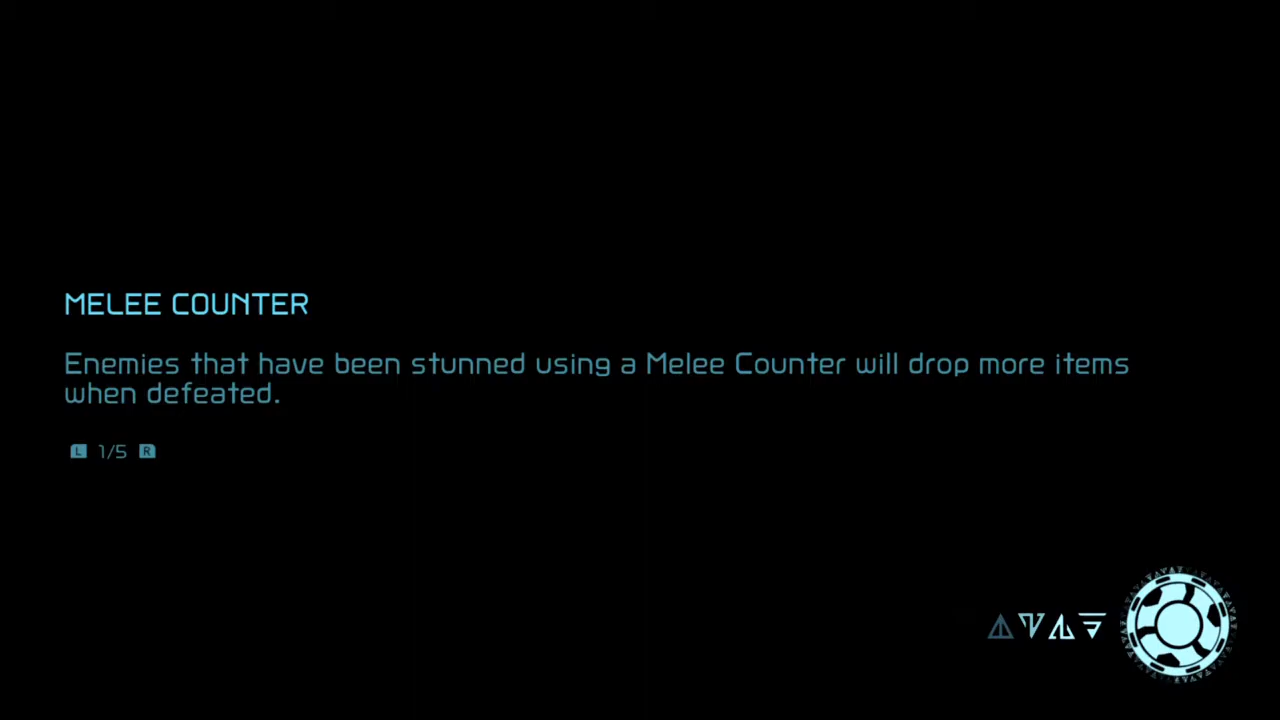 MELEE COUNTER
Enemies that have been stunned using a Melee Counter will drop more items
when defeated.
L 1/5 R